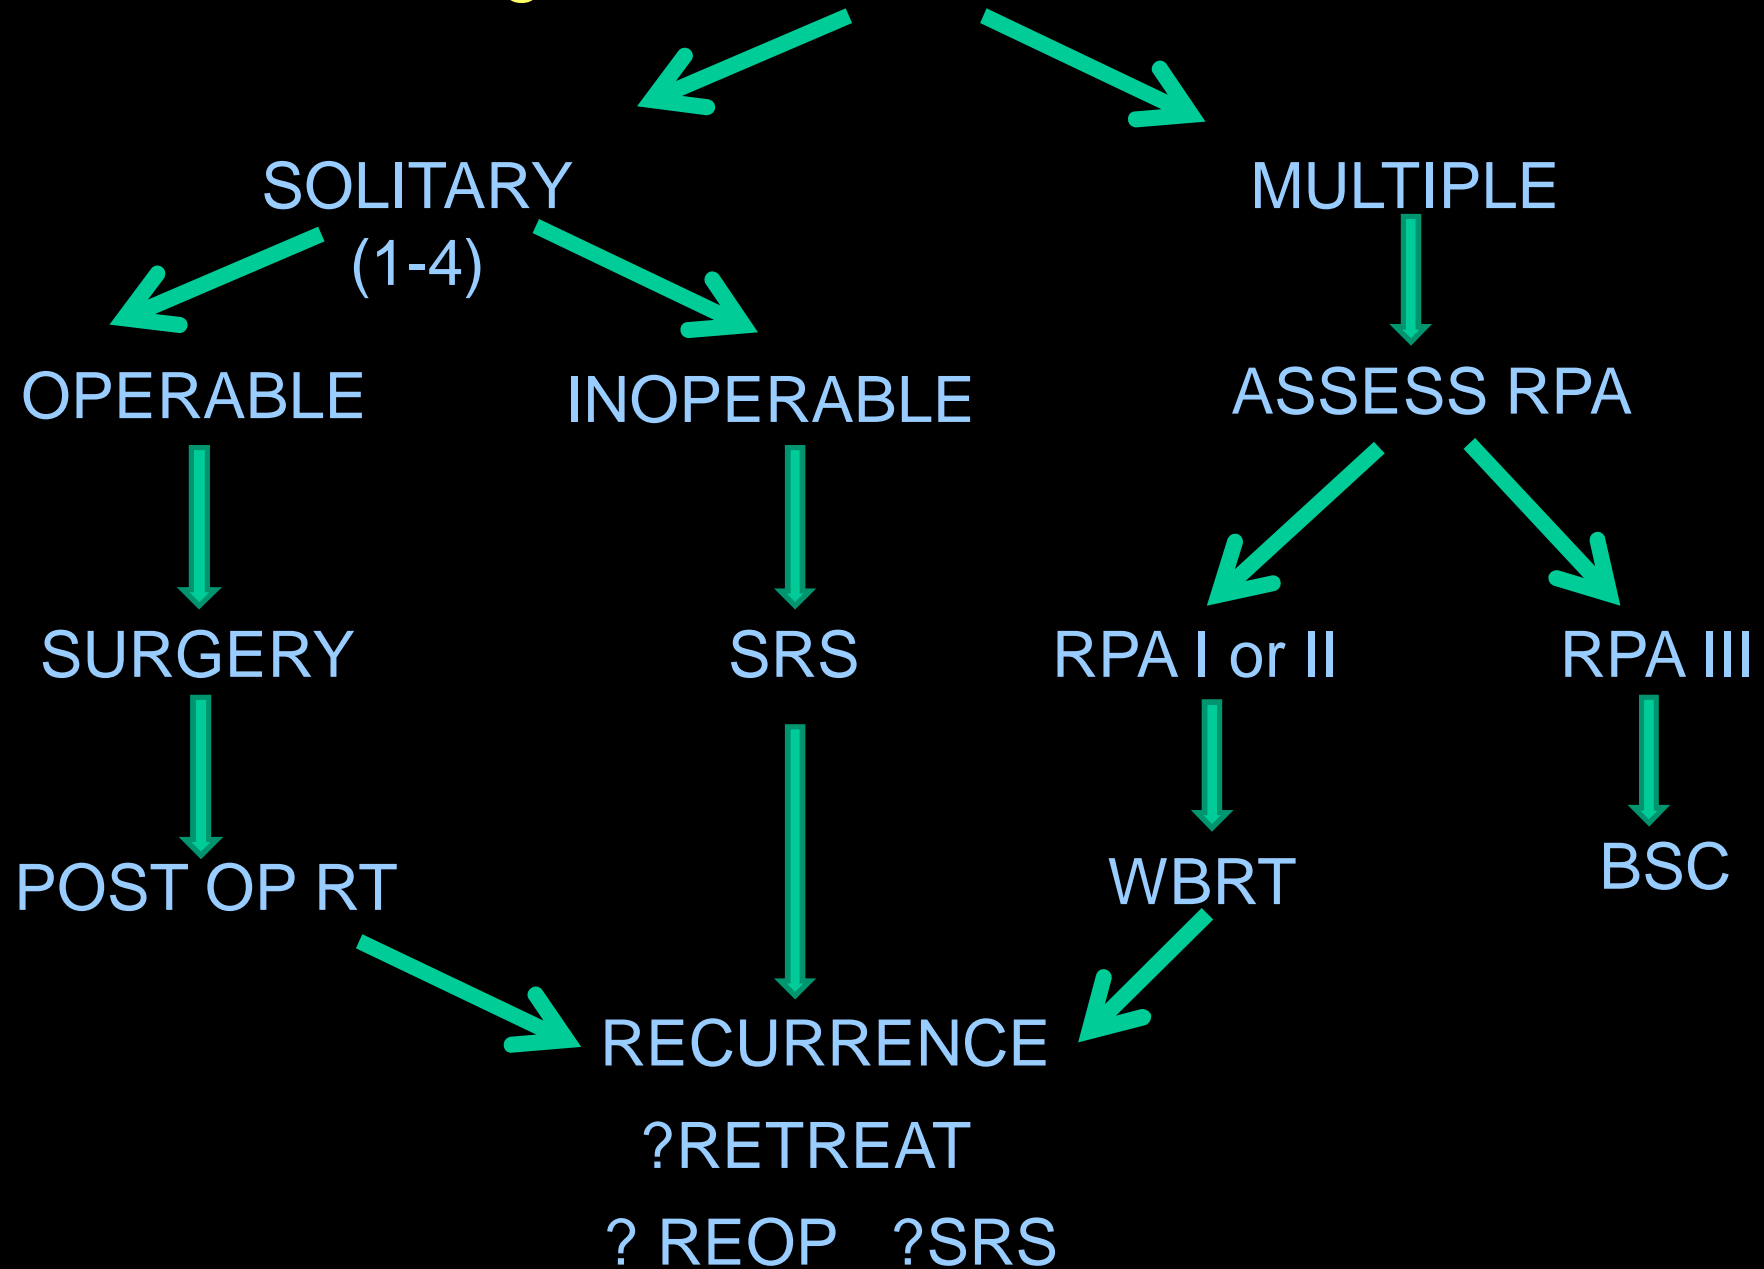 SOLITARY
(1-4)
MULTIPLE
OPERABLE
INOPERABLE
ASSESS RPA
SURGERY
SRS
RPA I or II
RPA III
POST OP RT
WBRT
BSC
RECURRENCE
?RETREAT
? REOP ?SRS